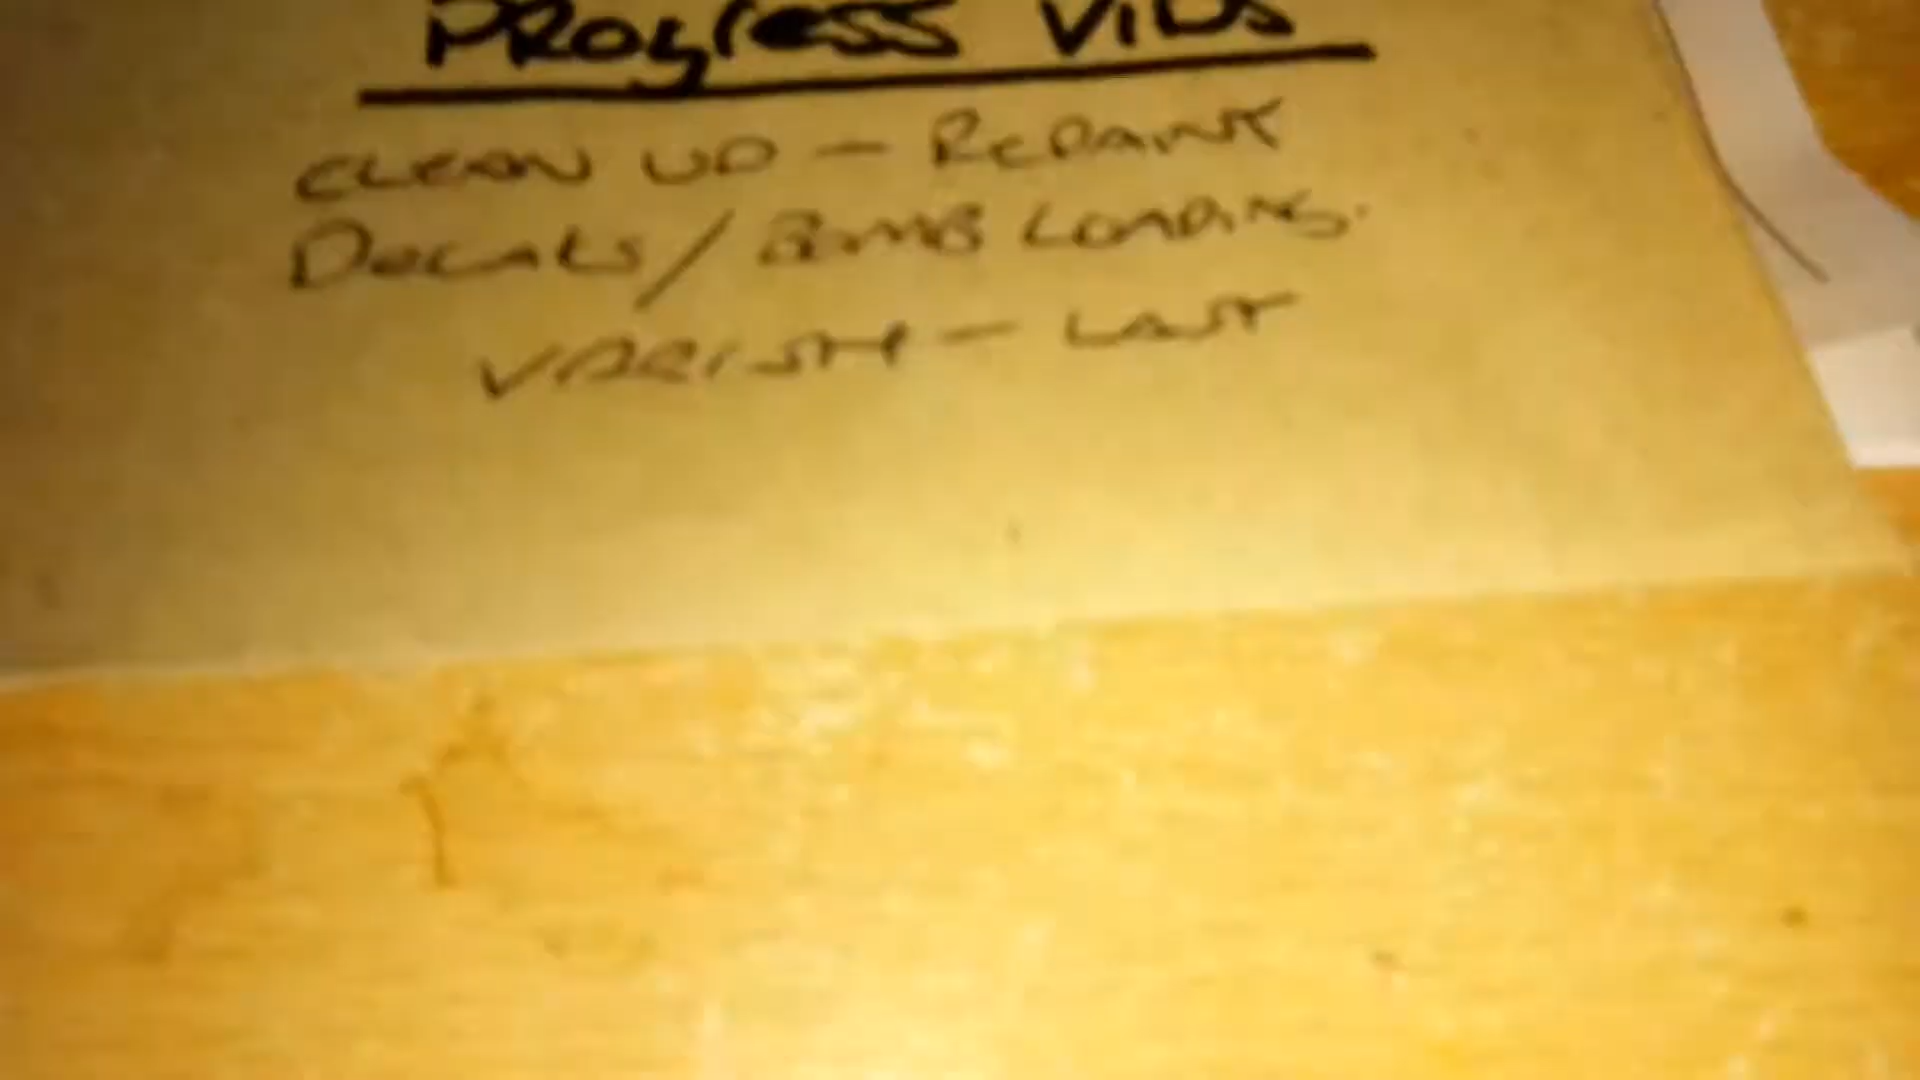 Progress Vids
CLEAN UP - Repaint
Decals / Bomb Loading.
VARISH - LAST